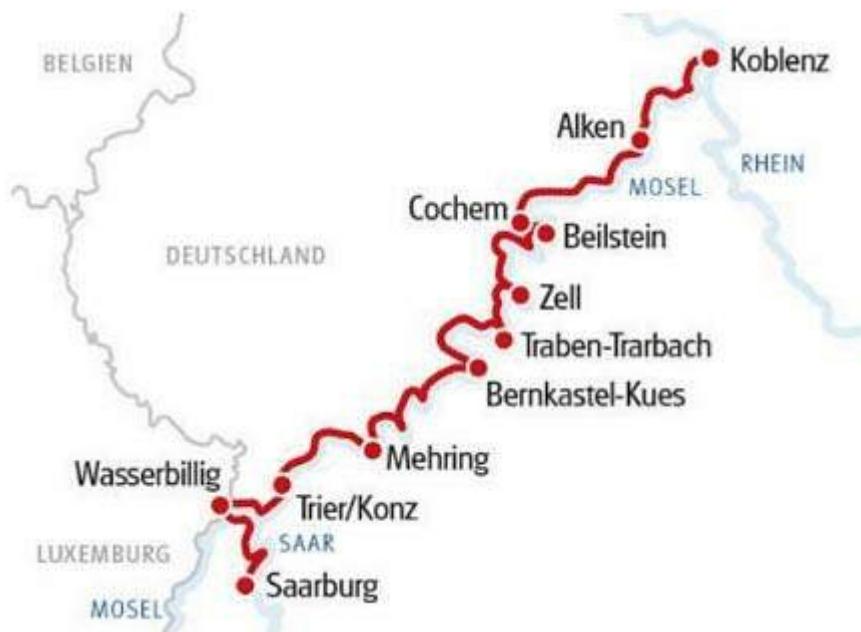 Koblenz
BELGIEN
Alken
RHEIN
MOSEL
Cochem
Beilstein
DEUTSCHLAND
Zell
Traben-Trarbach
Bernkastel-Kues
Mehring
Wasserbillig
Trier/Konz
SAAR
LUXEMBURG
Saarburg
MOSEL